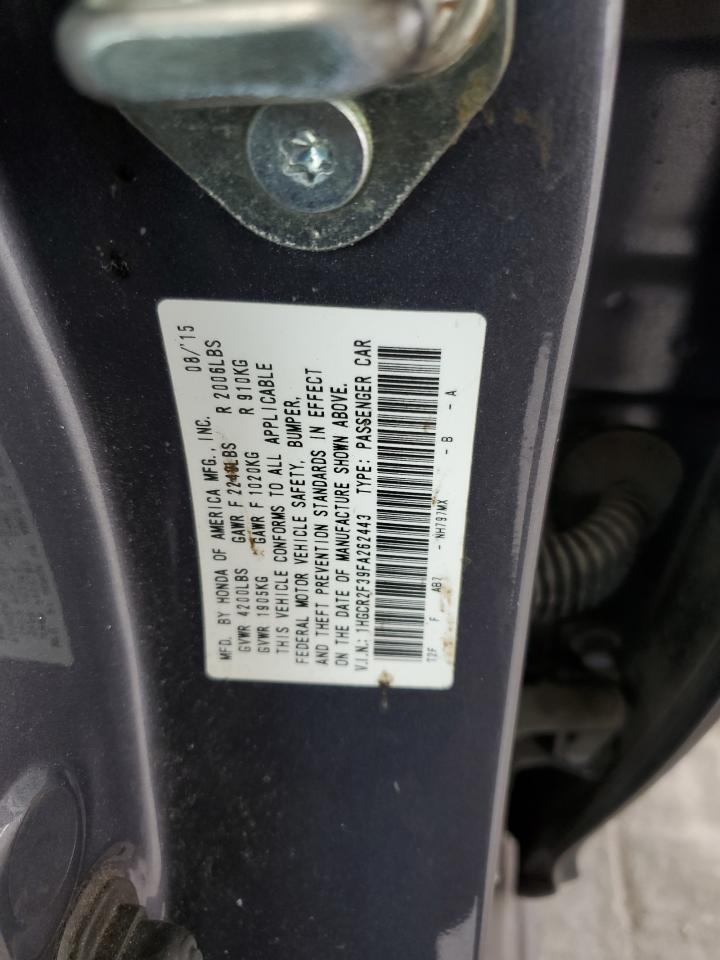 MFD. BY HONDA OF AMERICA MFG., INC. 08/'15
GVWR 4200LBS GAWR F 2249LBS R 2006LBS
GVWR 1905KG GAWR F 1020KG R 910KG
THIS VEHICLE CONFORMS TO ALL APPLICABLE
FEDERAL MOTOR VEHICLE SAFETY, BUMPER,
AND THEFT PREVENTION STANDARDS IN EFFECT
ON THE DATE OF MANUFACTURE SHOWN ABOVE.
V.I.N.: 1HGCR2F39FA262443 TYPE: PASSENGER CAR
T2F F AB7 - NH797MX - B - A